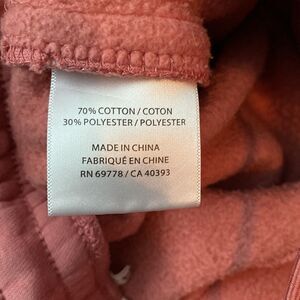 70% COTTON / COTON
30% POLYESTER / POLYESTER
MADE IN CHINA
FABRIQUÉ EN CHINE
RN 69778 / CA 40393